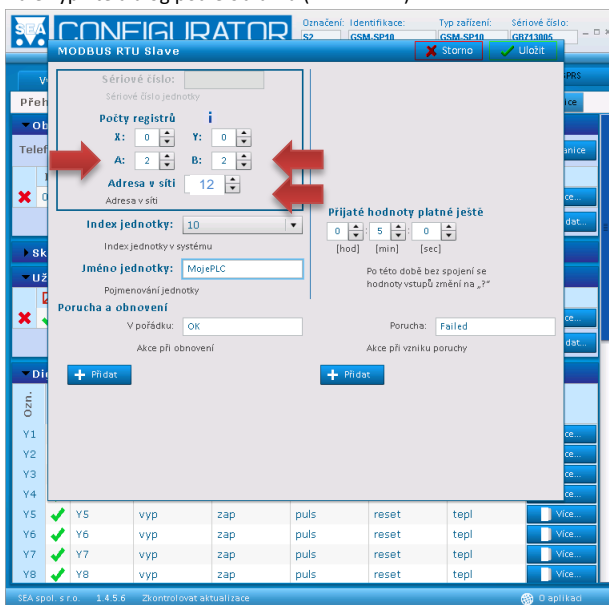 SEA CONFIGURATOR
Označení: Identifikace: Typ zařízení: Sériové číslo:
S2 GSM-SP10 GSM-SP10 GB713005
MODBUS RTU Slave Storno Uložit
Sériové číslo:
Sériové číslo jednotky
Počty registrů i
X: 0 Y: 0
A: 2 B: 2
Adresa v síti 12
Adresa v síti
Index jednotky: 10
Index jednotky v systému
Jméno jednotky: MojePLC
Pojmenování jednotky
Přijaté hodnoty platné ještě
0 : 5 : 0
[hod] [min] [sec]
Po této době bez spojení se
hodnoty vstupů změní na „?“
Porucha a obnovení
V pořádku: OK Porucha: Failed
Akce při obnovení Akce při vzniku poruchy
+ Přidat + Přidat
Ozn.
Y1
Y2
Y3
Y4
Y5 Y5 vyp zap puls reset tepl Více...
Y6 Y6 vyp zap puls reset tepl Více...
Y7 Y7 vyp zap puls reset tepl Více...
Y8 Y8 vyp zap puls reset tepl Více...
SEA spol. s r.o. 1.4.5.6 Zkontrolovat aktualizace O aplikaci